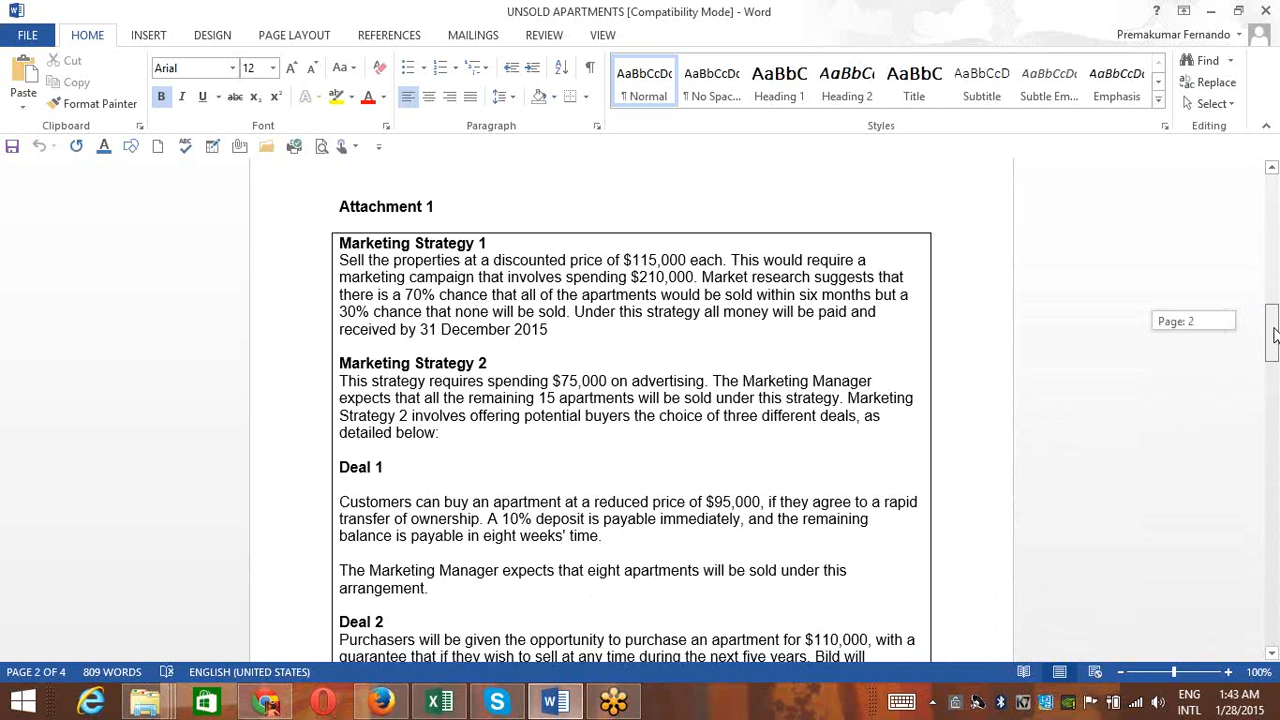 UNSOLD APARTMENTS [Compatibility Mode] - Word
FILE HOME INSERT DESIGN PAGE LAYOUT REFERENCES MAILINGS REVIEW VIEW
Premakumar Fernando
Paste
Cut
Copy
Format Painter
Clipboard
Arial 12
Font
Paragraph
AaBbCcDc AaBbCcDc AaBbC AaBbCc AaBbC AaBbCcD AaBbCcDc AaBbCcDc
¶ Normal ¶ No Spac... Heading 1 Heading 2 Title Subtitle Subtle Em... Emphasis
Styles
Find
Replace
Select
Editing
Attachment 1
Marketing Strategy 1
Sell the properties at a discounted price of $115,000 each. This would require a
marketing campaign that involves spending $210,000. Market research suggests that
there is a 70% chance that all of the apartments would be sold within six months but a
30% chance that none will be sold. Under this strategy all money will be paid and
received by 31 December 2015
Marketing Strategy 2
This strategy requires spending $75,000 on advertising. The Marketing Manager
expects that all the remaining 15 apartments will be sold under this strategy. Marketing
Strategy 2 involves offering potential buyers the choice of three different deals, as
detailed below:
Deal 1
Customers can buy an apartment at a reduced price of $95,000, if they agree to a rapid
transfer of ownership. A 10% deposit is payable immediately, and the remaining
balance is payable in eight weeks' time.
The Marketing Manager expects that eight apartments will be sold under this
arrangement.
Deal 2
Purchasers will be given the opportunity to purchase an apartment for $110,000, with a
guarantee that if they wish to sell at any time during the next five years, Bild will
Page: 2
PAGE 2 OF 4 809 WORDS ENGLISH (UNITED STATES) 100%
ENG 1:43 AM
INTL 1/28/2015